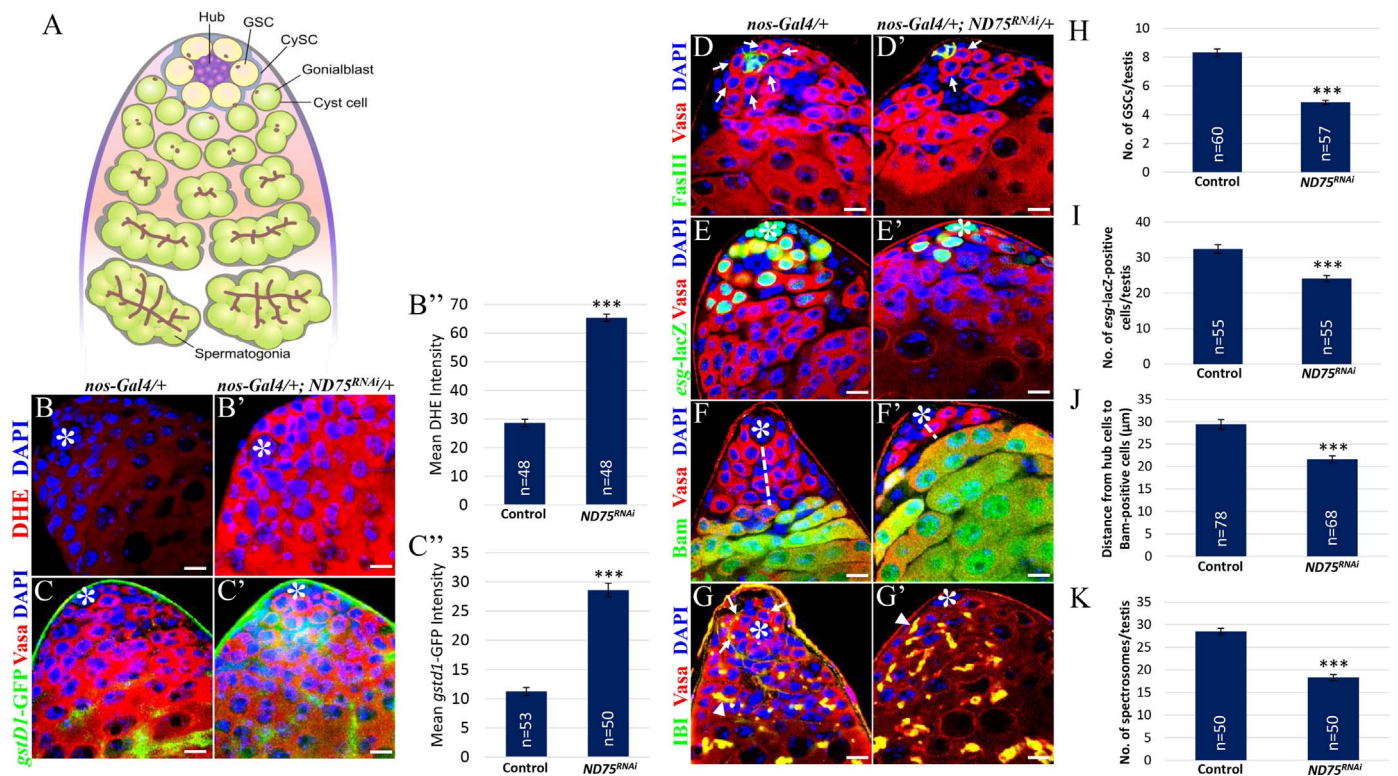 A
Hub
GSC
CySC
Gonialblast
Cyst cell
Spermatogonia
nos-Gal4/+
nos-Gal4/+; ND75RNAi/+
B
*
B’
*
DHE DAPI
C
*
C’
*
gstD1-GFP Vasa DAPI
B’’
Mean DHE Intensity
70
60
50
40
30
20
10
0
***
n=48
n=48
Control
ND75RNAi
C’’
Mean gstd1-GFP Intensity
35
30
25
20
15
10
5
0
***
n=53
n=50
Control
ND75RNAi
nos-Gal4/+
nos-Gal4/+; ND75RNAi/+
D
D’
FasIII Vasa DAPI
E
*
E’
*
esg-lacZ Vasa DAPI
F
*
F’
*
Bam Vasa DAPI
G
*
G’
*
IBI Vasa DAPI
H
No. of GSCs/testis
10
8
6
4
2
0
***
n=60
n=57
Control
ND75RNAi
I
No. of esg-lacZ-positive
cells/testis
40
30
20
10
0
***
n=55
n=55
Control
ND75RNAi
J
Distance from hub cells to
Bam-positive cells (μm)
35
30
25
20
15
10
5
0
***
n=78
n=68
Control
ND75RNAi
K
No. of spectrosomes/testis
35
30
25
20
15
10
5
0
***
n=50
n=50
Control
ND75RNAi